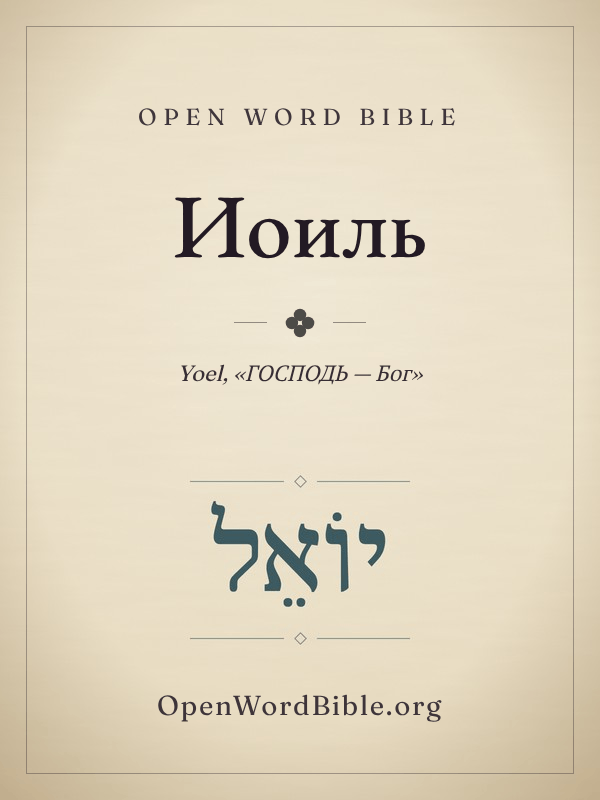 OPEN WORD BIBLE
Иоиль
Yoel, «ГОСПОДЬ — Бог»
יוֹאֵל
OpenWordBible.org